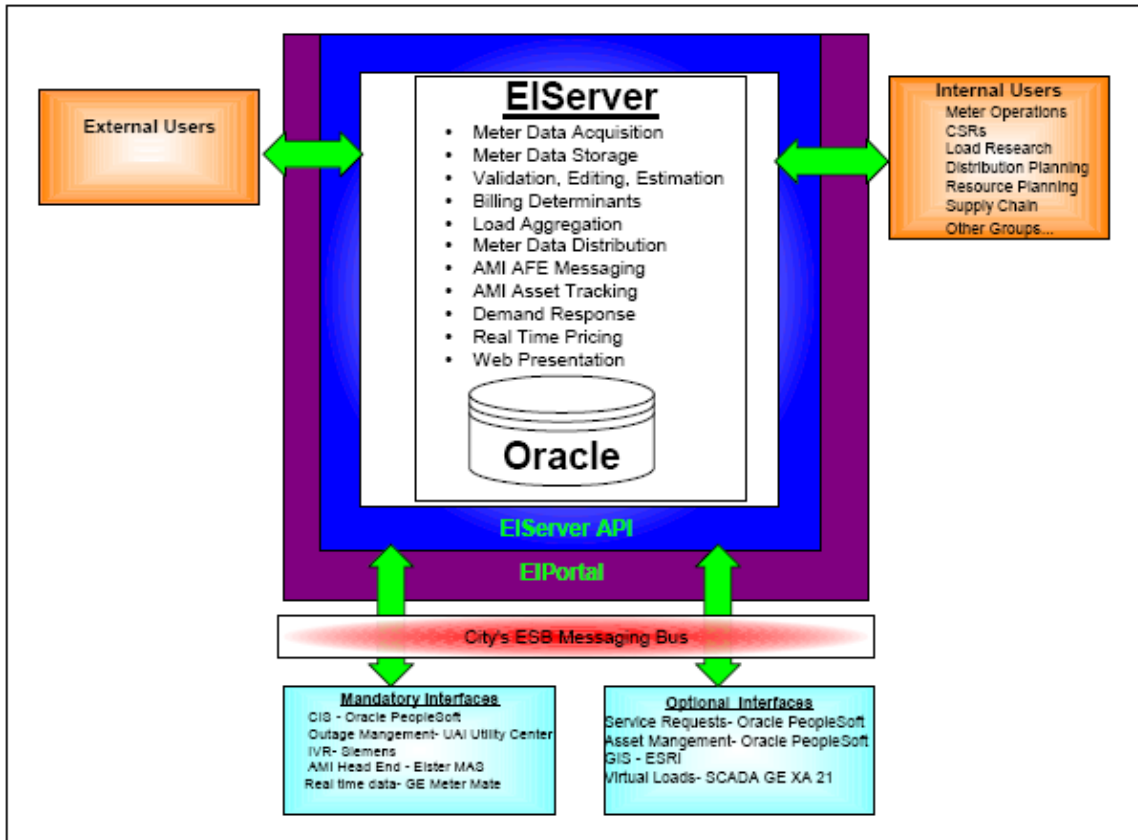 External Users
EIServer
• Meter Data Acquisition
• Meter Data Storage
• Validation, Editing, Estimation
• Billing Determinants
• Load Aggregation
• Meter Data Distribution
• AMI AFE Messaging
• AMI Asset Tracking
• Demand Response
• Real Time Pricing
• Web Presentation
Oracle
EIServer API
EIPortal
Internal Users
Meter Operations
CSRs
Load Research
Distribution Planning
Resource Planning
Supply Chain
Other Groups...
City's ESB Messaging Bus
Mandatory Interfaces
CIS - Oracle PeopleSoft
Outage Mangement- UAI Utility Center
IVR- Siemens
AMI Head End - Elster MAS
Real time data- GE Meter Mate
Optional Interfaces
Service Requests- Oracle PeopleSoft
Asset Mangement- Oracle PeopleSoft
GIS - ESRI
Virtual Loads- SCADA GE XA 21